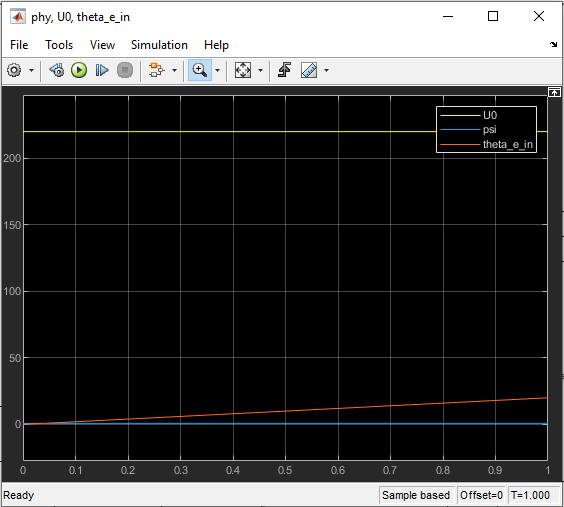 phy, U0, theta_e_in
File Tools View Simulation Help
U0
psi
theta_e_in
200
150
100
50
0
0 0.1 0.2 0.3 0.4 0.5 0.6 0.7 0.8 0.9 1
Ready Sample based Offset=0 T=1.000